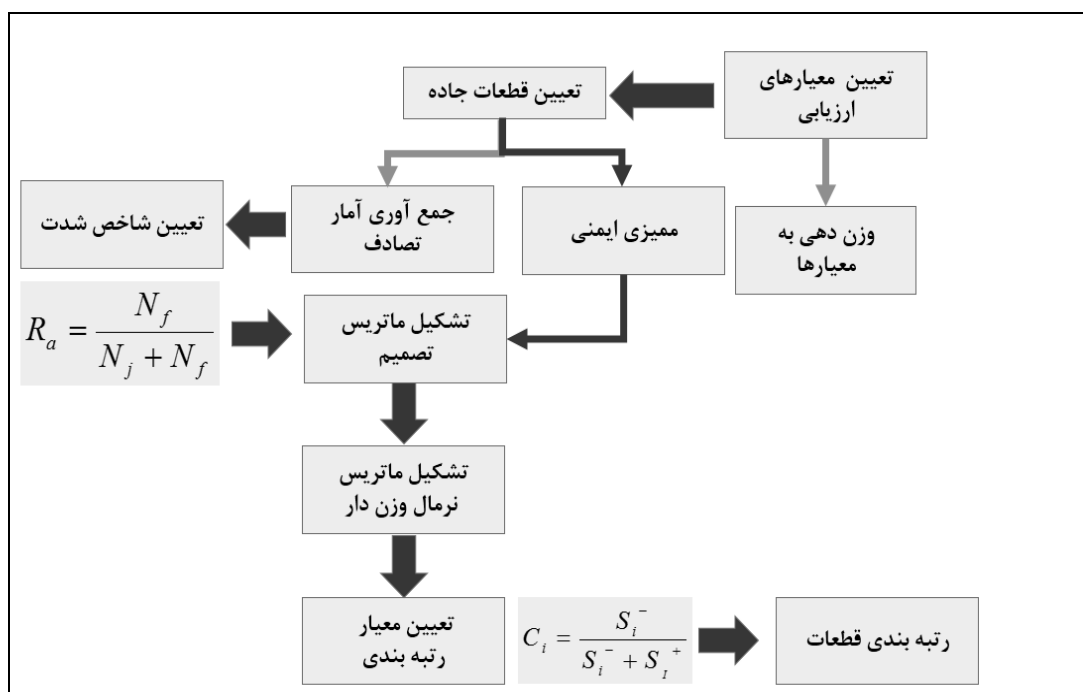 تعیین معیارهای
ارزیابی
تعیین قطعات جاده
وزن دهی به
معیارها
ممیزی ایمنی
جمع آوری آمار
تصادف
تعیین شاخص شدت
R_a = N_f / (N_j + N_f)
تشکیل ماتریس
تصمیم
تشکیل ماتریس
نرمال وزن دار
تعیین معیار
رتبه بندی
C_i = S_i^- / (S_i^- + S_I^+)
رتبه بندی قطعات